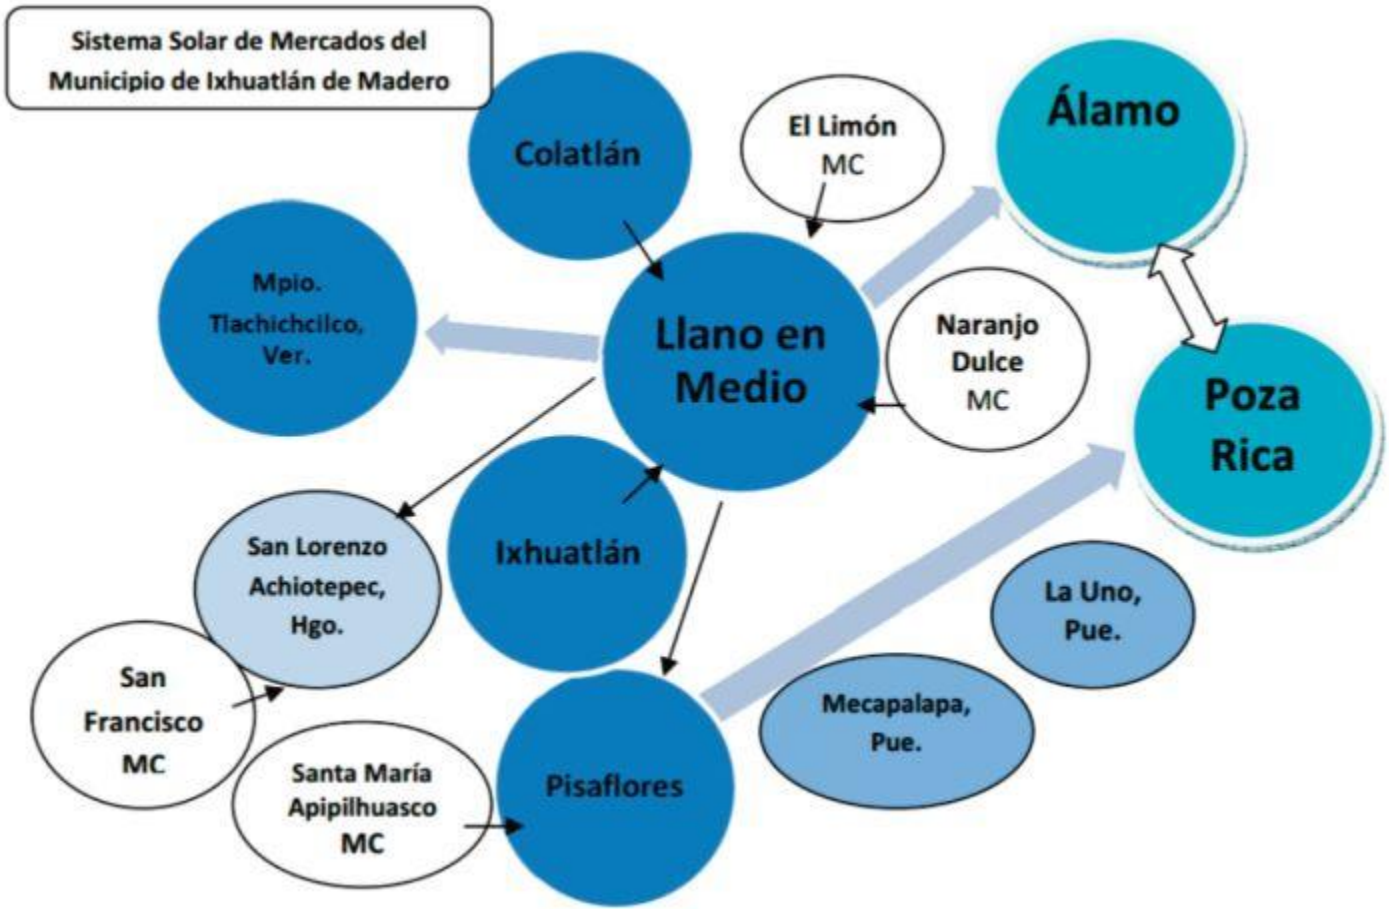 Sistema Solar de Mercados del
Municipio de Ixhuatlán de Madero
Colatlán
El Limón
MC
Álamo
Mpio.
Tlachichcilco,
Ver.
Llano en
Medio
Naranjo
Dulce
MC
Poza
Rica
San Lorenzo
Achiotepec,
Hgo.
Ixhuatlán
La Uno,
Pue.
San
Francisco
MC
Mecapalapa,
Pue.
Santa María
Apipilhuasco
MC
Pisaflores